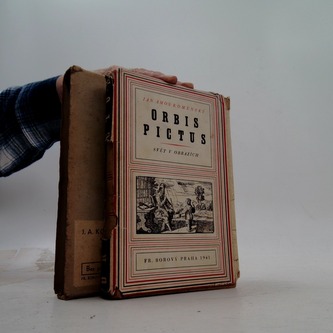 JAN AMOS KOMENSKÝ
ORBIS
PICTUS
SVĚT V OBRAZÍCH
FR. BOROVÝ PRAHA 1941
I. A. K